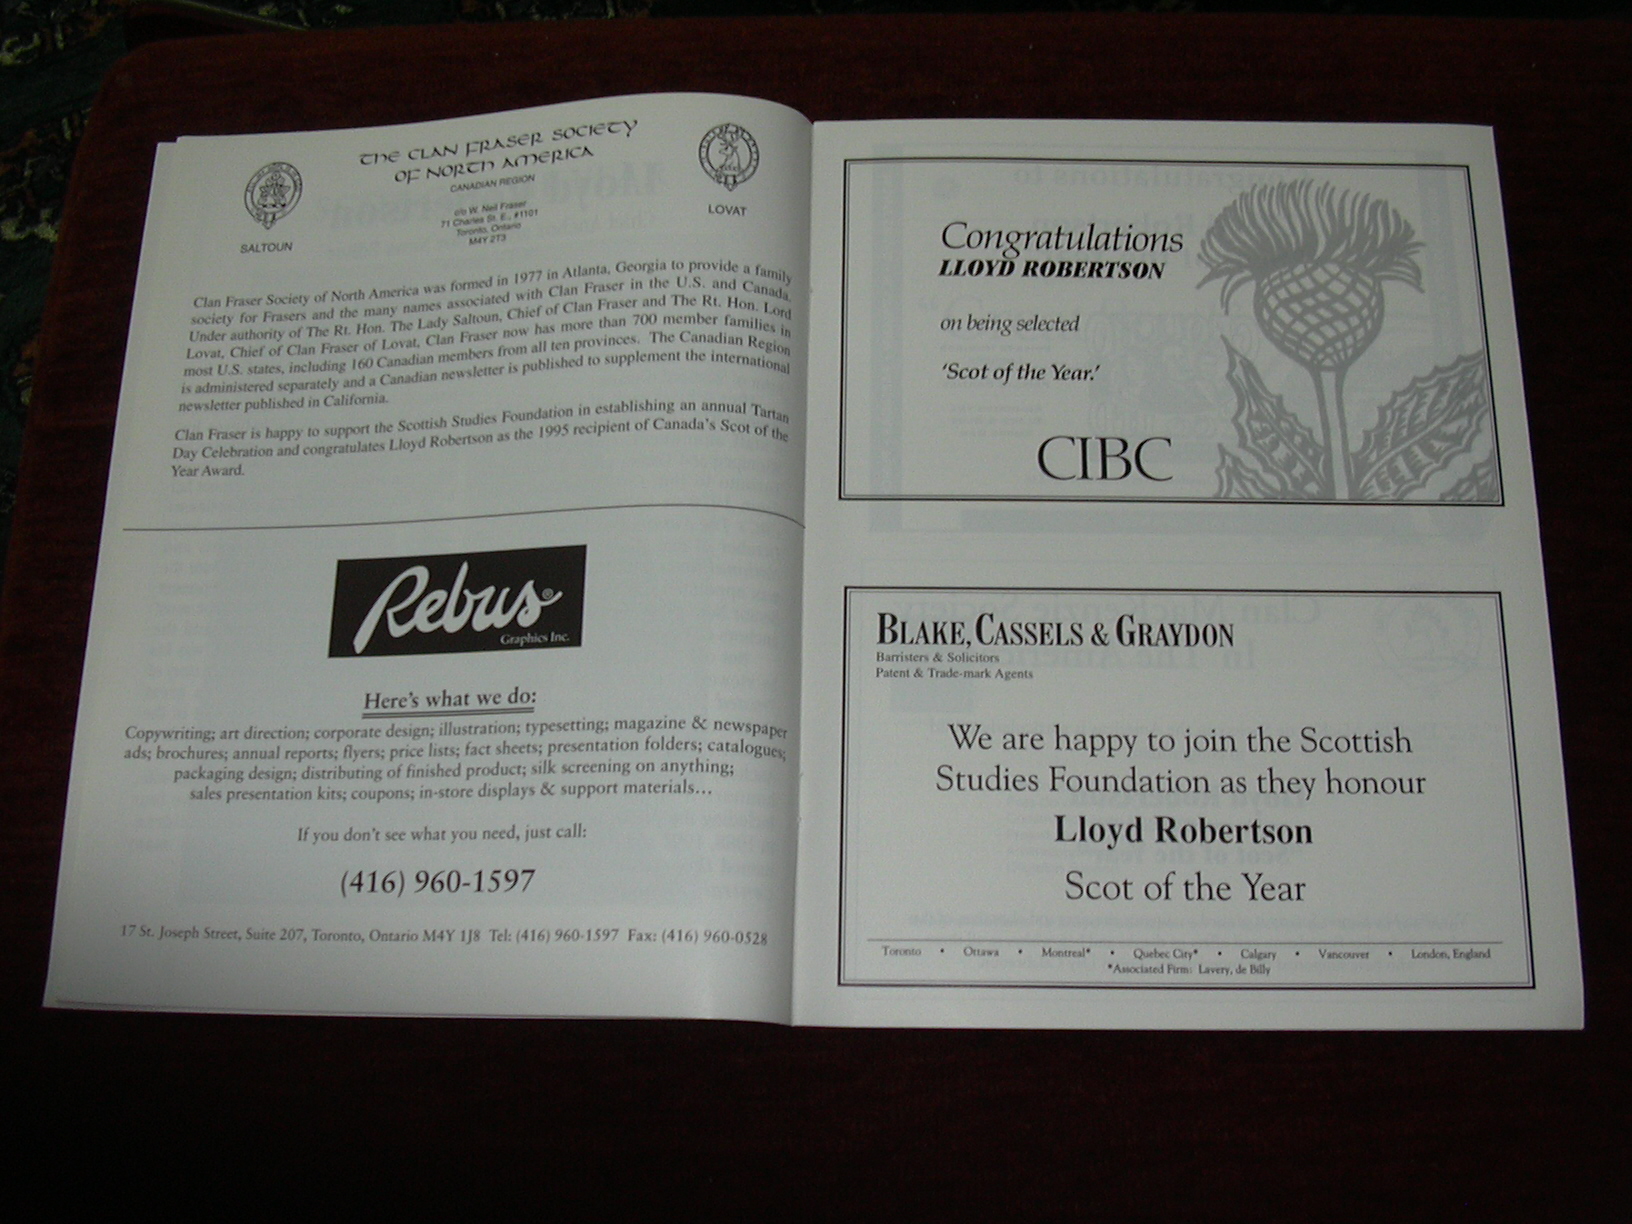 THE CLAN FRASER SOCIETY
OF NORTH AMERICA
CANADIAN REGION
c/o W. Neil Fraser
71 Charles St. E., #1101
Toronto, Ontario
M4Y 2T3
SALTOUN
LOVAT
Clan Fraser Society of North America was formed in 1977 in Atlanta, Georgia to provide a family
society for Frasers and the many names associated with Clan Fraser in the U.S. and Canada.
Under authority of The Rt. Hon. The Lady Saltoun, Chief of Clan Fraser and The Rt. Hon. Lord
Lovat, Chief of Clan Fraser of Lovat, Clan Fraser now has more than 700 member families in
most U.S. states, including 160 Canadian members from all ten provinces. The Canadian Region
is administered separately and a Canadian newsletter is published to supplement the international
newsletter published in California.
Clan Fraser is happy to support the Scottish Studies Foundation in establishing an annual Tartan
Day Celebration and congratulates Lloyd Robertson as the 1995 recipient of Canada's Scot of the
Year Award.
Rebus®
Graphics Inc.
Here's what we do:
Copywriting; art direction; corporate design; illustration; typesetting; magazine & newspaper
ads; brochures; annual reports; flyers; price lists; fact sheets; presentation folders; catalogues;
packaging design; distributing of finished product; silk screening on anything;
sales presentation kits; coupons; in-store displays & support materials...
If you don't see what you need, just call:
(416) 960-1597
17 St. Joseph Street, Suite 207, Toronto, Ontario M4Y 1J8 Tel: (416) 960-1597 Fax: (416) 960-0528
Congratulations
LLOYD ROBERTSON
on being selected
'Scot of the Year.'
CIBC
BLAKE, CASSELS & GRAYDON
Barristers & Solicitors
Patent & Trade-mark Agents
We are happy to join the Scottish
Studies Foundation as they honour
Lloyd Robertson
Scot of the Year
Toronto • Ottawa • Montreal* • Quebec City* • Calgary • Vancouver • London, England
*Associated Firm: Lavery, de Billy